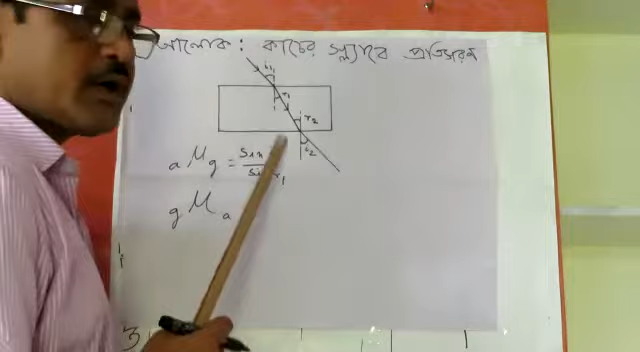 আলোক : কাচের স্ল্যাবে প্রতিসরণ
i₁
r₁
r₂
i₂
aμg = sin / sin r₁
gμa